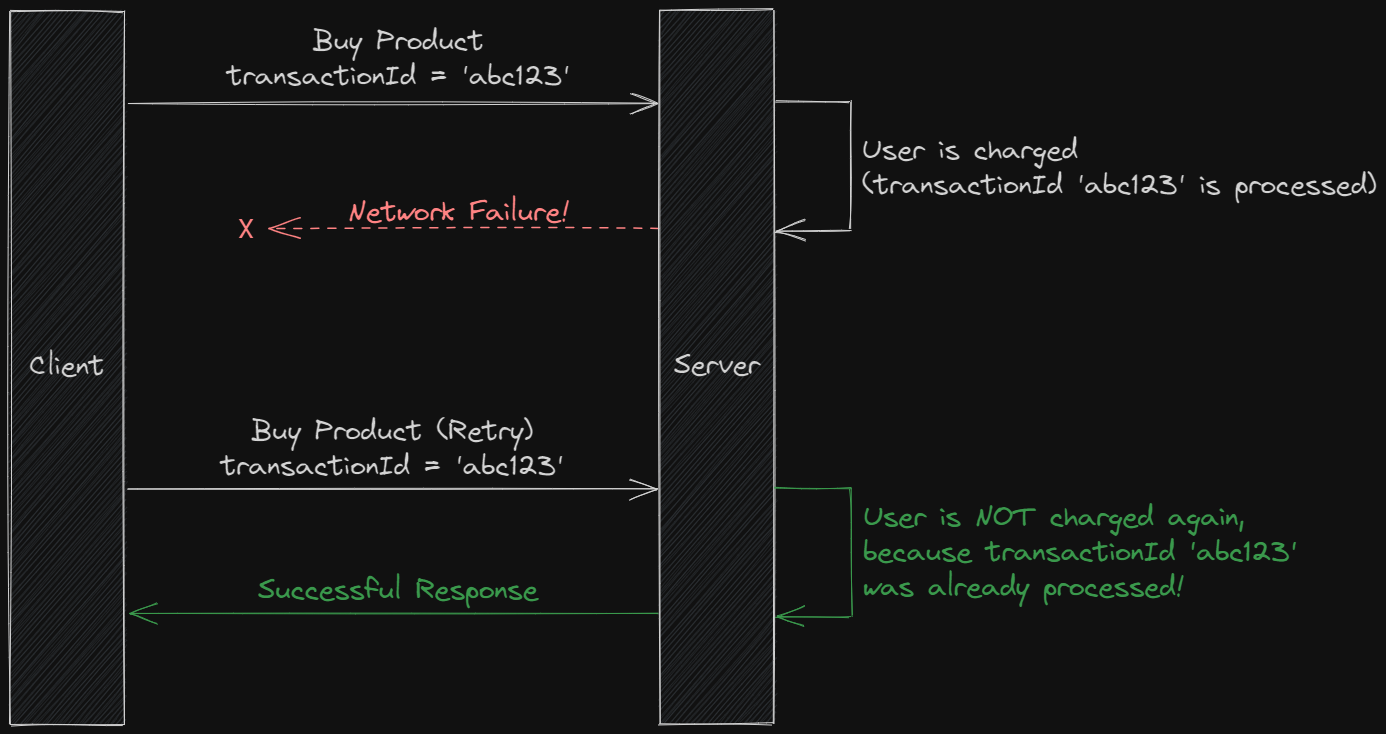 Buy Product
transactionId = 'abc123'
User is charged
(transactionId 'abc123' is processed)
Network Failure!
X
Client
Server
Buy Product (Retry)
transactionId = 'abc123'
User is NOT charged again,
because transactionId 'abc123'
was already processed!
Successful Response